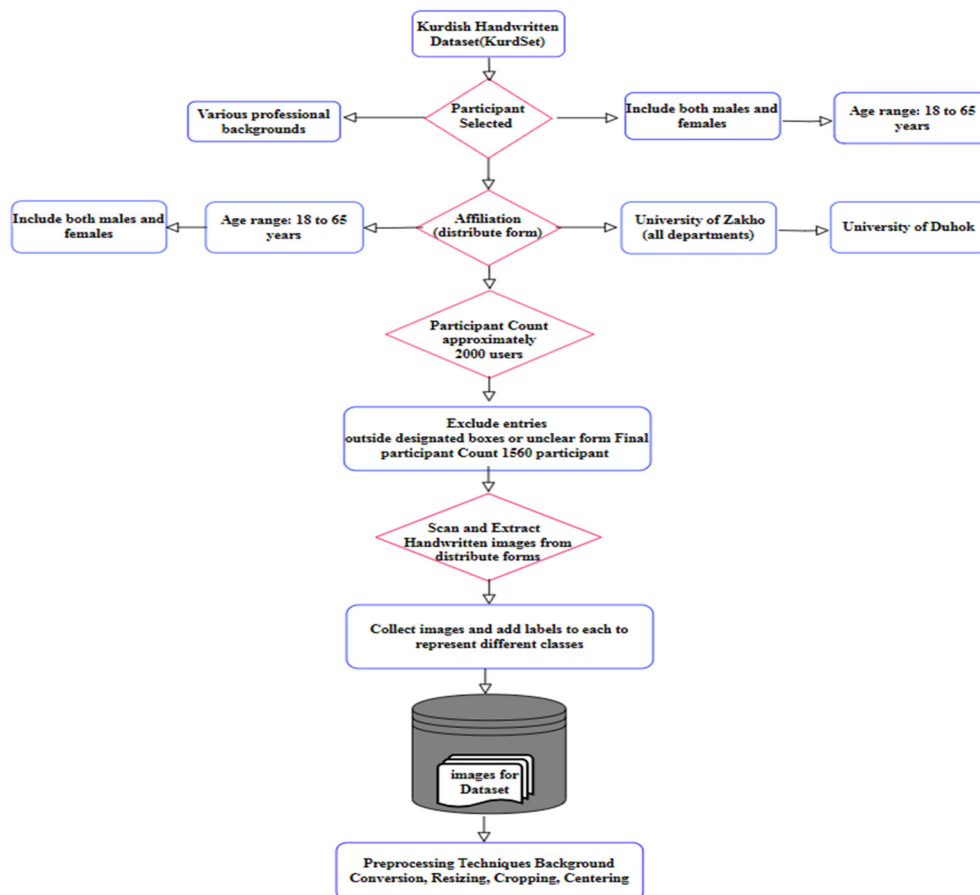 Kurdish Handwritten
Dataset(KurdSet)
Various professional
backgrounds
Participant
Selected
Include both males and
females
Age range: 18 to 65
years
Include both males and
females
Age range: 18 to 65
years
Affiliation
(distribute form)
University of Zakho
(all departments)
University of Duhok
Participant Count
approximately
2000 users
Exclude entries
outside designated boxes or unclear form Final
participant Count 1560 participant
Scan and Extract
Handwritten images from
distribute forms
Collect images and add labels to each to
represent different classes
images for
Dataset
Preprocessing Techniques Background
Conversion, Resizing, Cropping, Centering